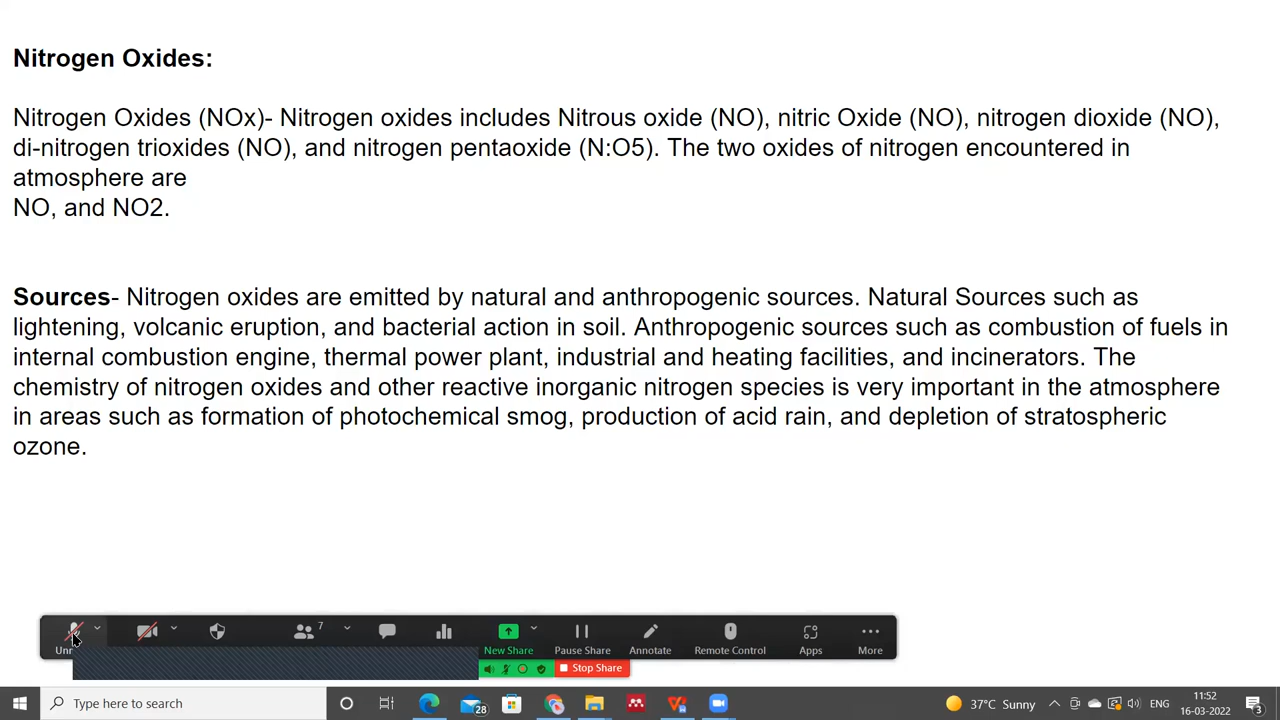 Nitrogen Oxides:
Nitrogen Oxides (NOx)- Nitrogen oxides includes Nitrous oxide (NO), nitric Oxide (NO), nitrogen dioxide (NO),
di-nitrogen trioxides (NO), and nitrogen pentaoxide (N:O5). The two oxides of nitrogen encountered in
atmosphere are
NO, and NO2.
Sources- Nitrogen oxides are emitted by natural and anthropogenic sources. Natural Sources such as
lightening, volcanic eruption, and bacterial action in soil. Anthropogenic sources such as combustion of fuels in
internal combustion engine, thermal power plant, industrial and heating facilities, and incinerators. The
chemistry of nitrogen oxides and other reactive inorganic nitrogen species is very important in the atmosphere
in areas such as formation of photochemical smog, production of acid rain, and depletion of stratospheric
ozone.
7
New Share Pause Share Annotate Remote Control Apps More
Stop Share
Type here to search 28 37°C Sunny ENG 11:52
16-03-2022 3